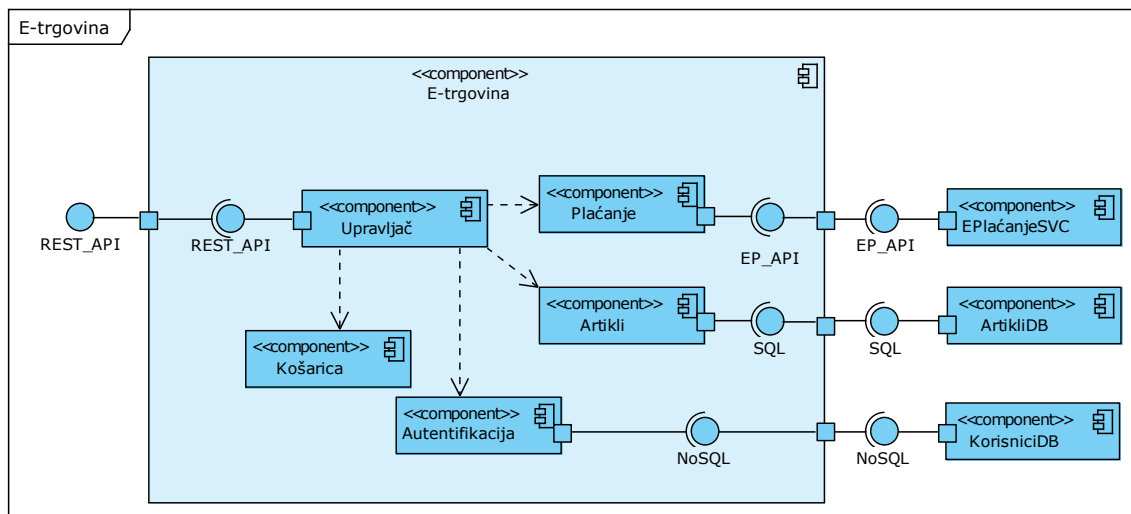 E-trgovina
<<component>>
E-trgovina
<<component>>
Upravljač
<<component>>
Plaćanje
<<component>>
EPlaćanjeSVC
REST_API
REST_API
EP_API
EP_API
<<component>>
Artikli
<<component>>
ArtikliDB
SQL
SQL
<<component>>
Košarica
<<component>>
Autentifikacija
<<component>>
KorisniciDB
NoSQL
NoSQL